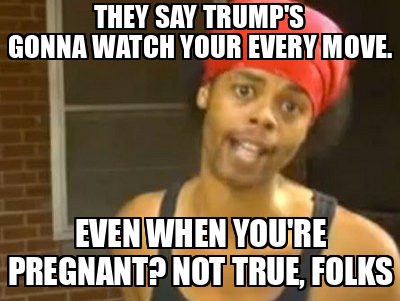 THEY SAY TRUMP'S
GONNA WATCH YOUR EVERY MOVE.
EVEN WHEN YOU'RE
PREGNANT? NOT TRUE, FOLKS